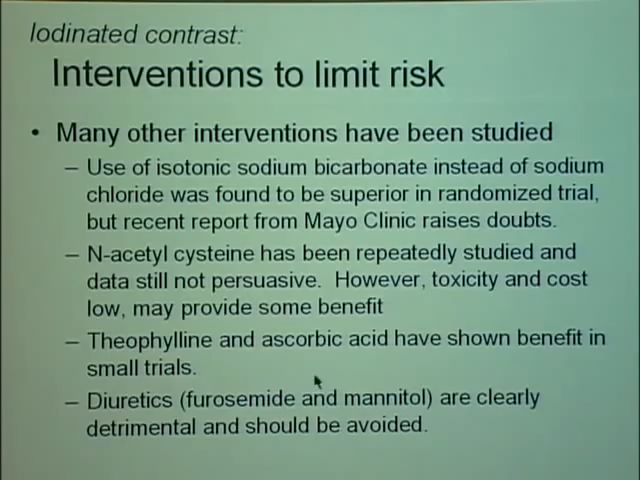 Iodinated contrast:
Interventions to limit risk
• Many other interventions have been studied
– Use of isotonic sodium bicarbonate instead of sodium
chloride was found to be superior in randomized trial,
but recent report from Mayo Clinic raises doubts.
– N-acetyl cysteine has been repeatedly studied and
data still not persuasive.  However, toxicity and cost
low, may provide some benefit
– Theophylline and ascorbic acid have shown benefit in
small trials.
– Diuretics (furosemide and mannitol) are clearly
detrimental and should be avoided.